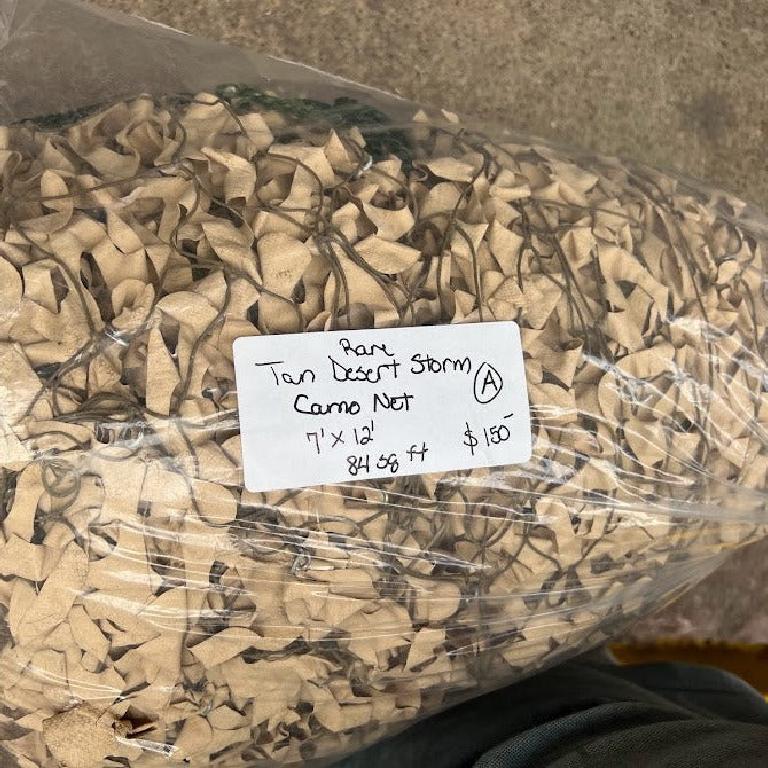 Rare
Tan Desert Storm
A
Camo Net
7' x 12'
$150-
84 sq ft